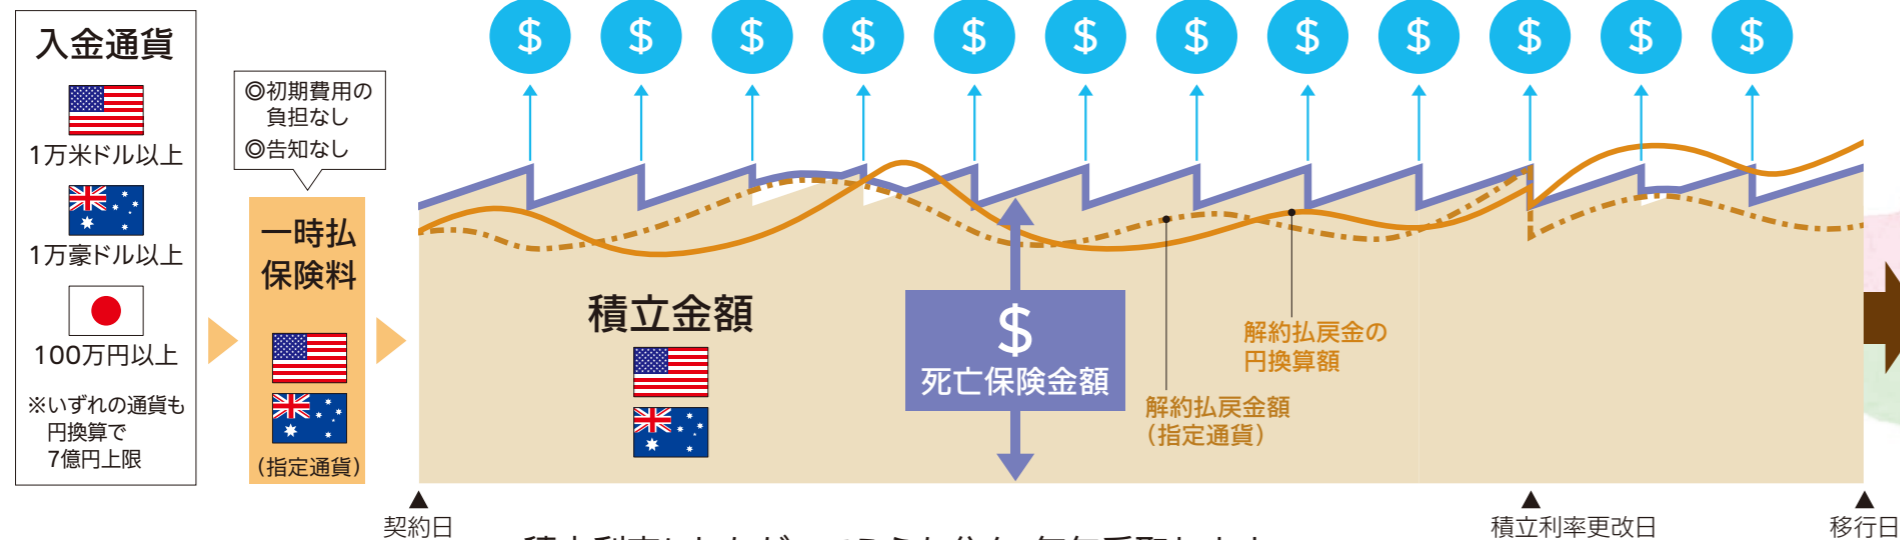 入金通貨
1万米ドル以上
1万豪ドル以上
100万円以上
※いずれの通貨も
円換算で
7億円上限
◎初期費用の
負担なし
◎告知なし
一時払
保険料
(指定通貨)
$ $ $ $ $ $ $ $ $ $ $ $
積立金額
$
死亡保険金額
解約払戻金の
円換算額
解約払戻金額
(指定通貨)
契約日
積立利率更改日
移行日